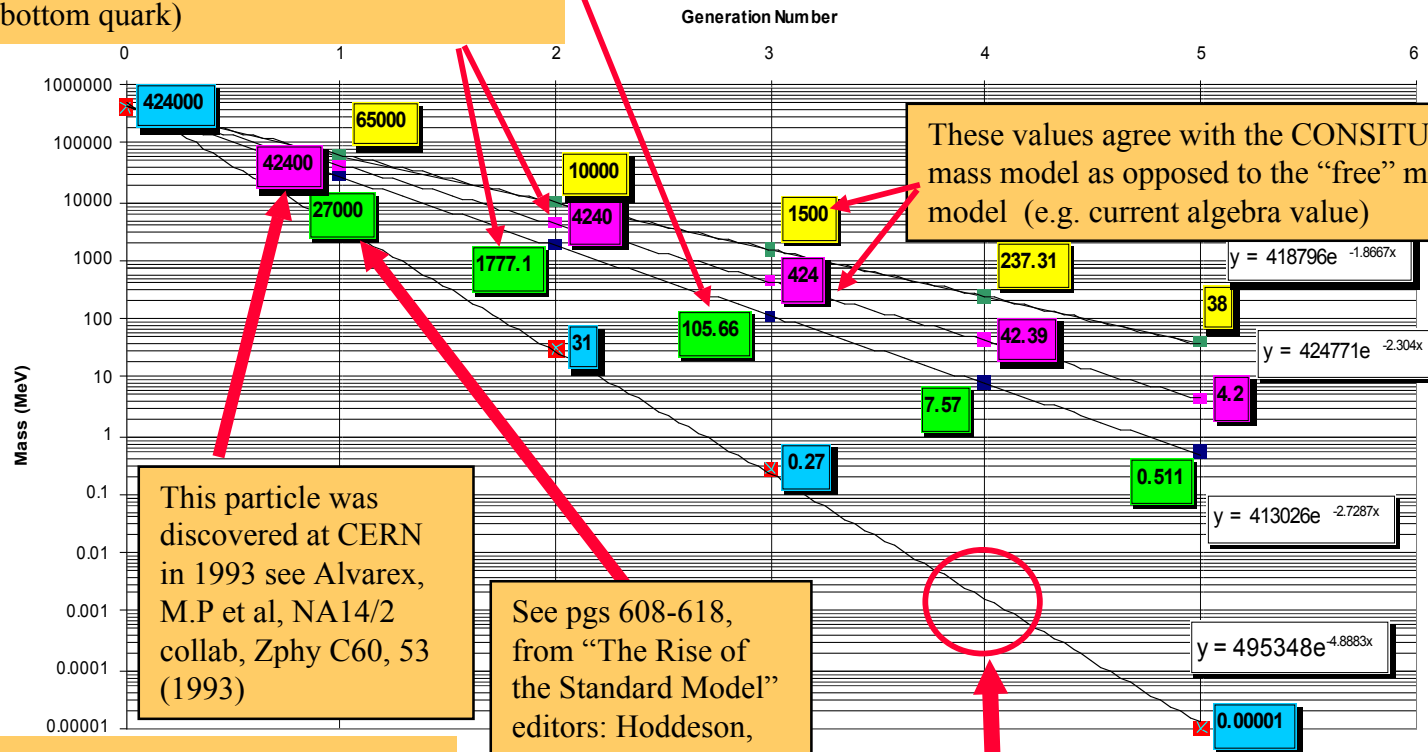 bottom quark)
Generation Number
0 1 2 3 4 5 6
1000000
100000
10000
1000
100
10
1
0.1
0.01
0.001
0.0001
0.00001
Mass (MeV)
424000
65000
42400
27000
10000
4240
1777.1
1500
424
105.66
31
237.31
42.39
7.57
0.27
38
4.2
0.511
0.00001
These values agree with the CONSITU
mass model as opposed to the “free” m
model (e.g. current algebra value)
y = 418796e -1.8667x
y = 424771e -2.304x
y = 413026e -2.7287x
y = 495348e-4.8883x
This particle was
discovered at CERN
in 1993 see Alvarex,
M.P et al, NA14/2
collab, Zphy C60, 53
(1993)
See pgs 608-618,
from “The Rise of
the Standard Model”
editors: Hoddeson,